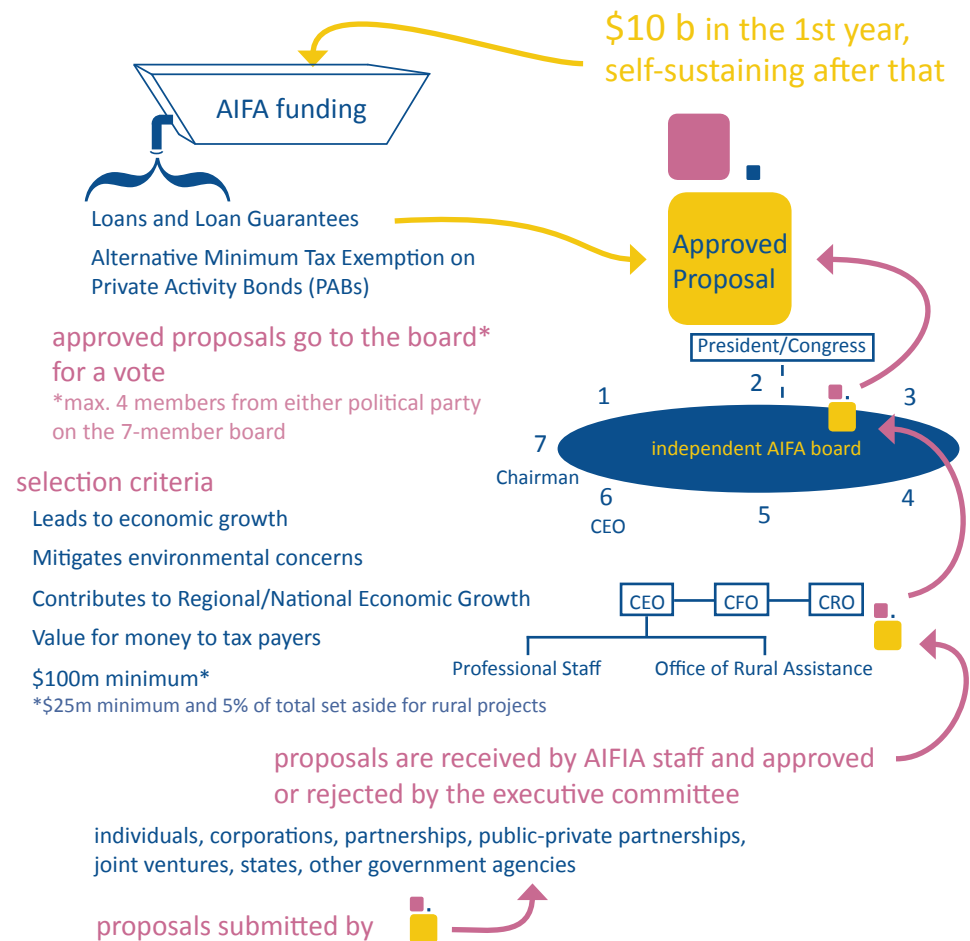 $10 b in the 1st year,
self-sustaining after that
AIFA funding
Loans and Loan Guarantees
Alternative Minimum Tax Exemption on
Private Activity Bonds (PABs)
Approved
Proposal
approved proposals go to the board*
for a vote
*max. 4 members from either political party
on the 7-member board
President/Congress
1
2
3
7
Chairman
independent AIFA board
6
CEO
5
4
selection criteria
Leads to economic growth
Mitigates environmental concerns
Contributes to Regional/National Economic Growth
Value for money to tax payers
$100m minimum*
*$25m minimum and 5% of total set aside for rural projects
CEO
CFO
CRO
Professional Staff
Office of Rural Assistance
proposals are received by AIFIA staff and approved
or rejected by the executive committee
individuals, corporations, partnerships, public-private partnerships,
joint ventures, states, other government agencies
proposals submitted by